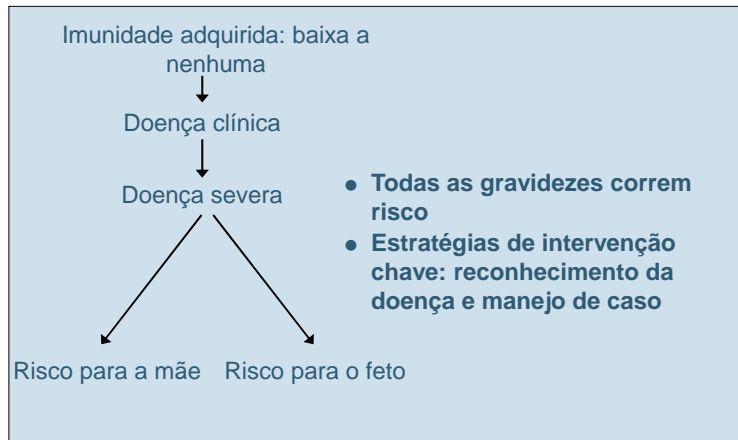 Imunidade adquirida: baixa a
nenhuma
Doença clínica
Doença severa
● Todas as gravidezes correm
risco
● Estratégias de intervenção
chave: reconhecimento da
doença e manejo de caso
Risco para a mãe
Risco para o feto